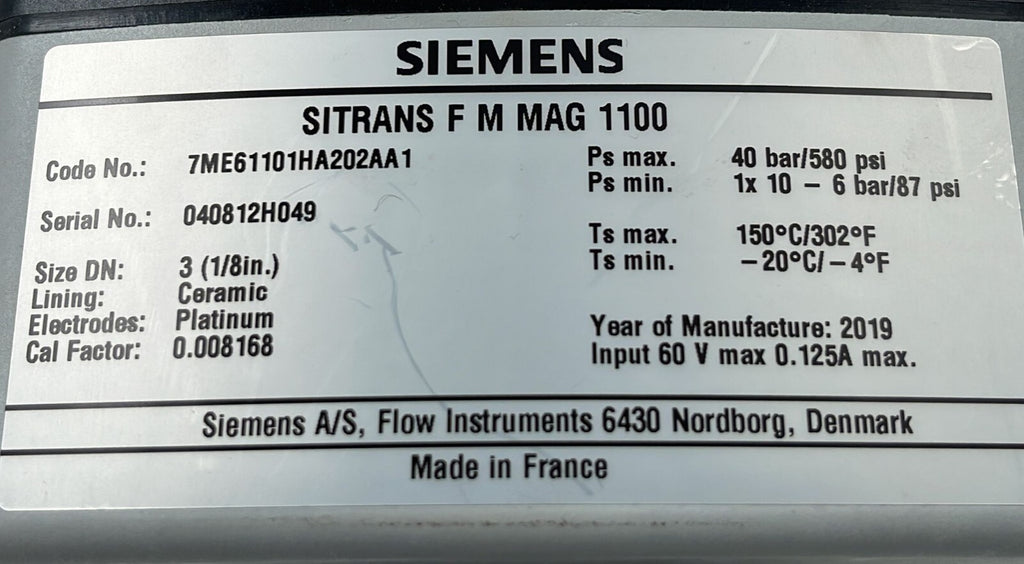 SIEMENS
SITRANS F M MAG 1100
Code No.: 7ME61101HA202AA1
Serial No.: 040812H049
Size DN: 3 (1/8in.)
Lining: Ceramic
Electrodes: Platinum
Cal Factor: 0.008168
Ps max. 40 bar/580 psi
Ps min. 1x 10 – 6 bar/87 psi
Ts max. 150°C/302°F
Ts min. –20°C/–4°F
Year of Manufacture: 2019
Input 60 V max 0.125A max.
Siemens A/S, Flow Instruments 6430 Nordborg, Denmark
Made in France